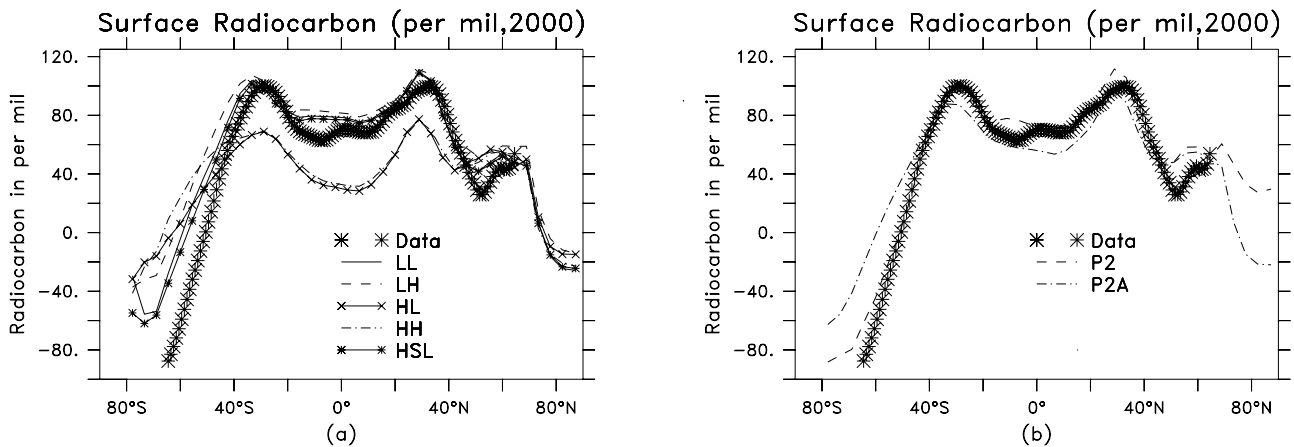 Surface Radiocarbon (per mil,2000)
Radiocarbon in per mil
120.
80.
40.
0.
-40.
-80.
Data
LL
LH
HL
HH
HSL
80°S 40°S 0° 40°N 80°N
(a)
Surface Radiocarbon (per mil,2000)
Radiocarbon in per mil
120.
80.
40.
0.
-40.
-80.
Data
P2
P2A
80°S 40°S 0° 40°N 80°N
(b)